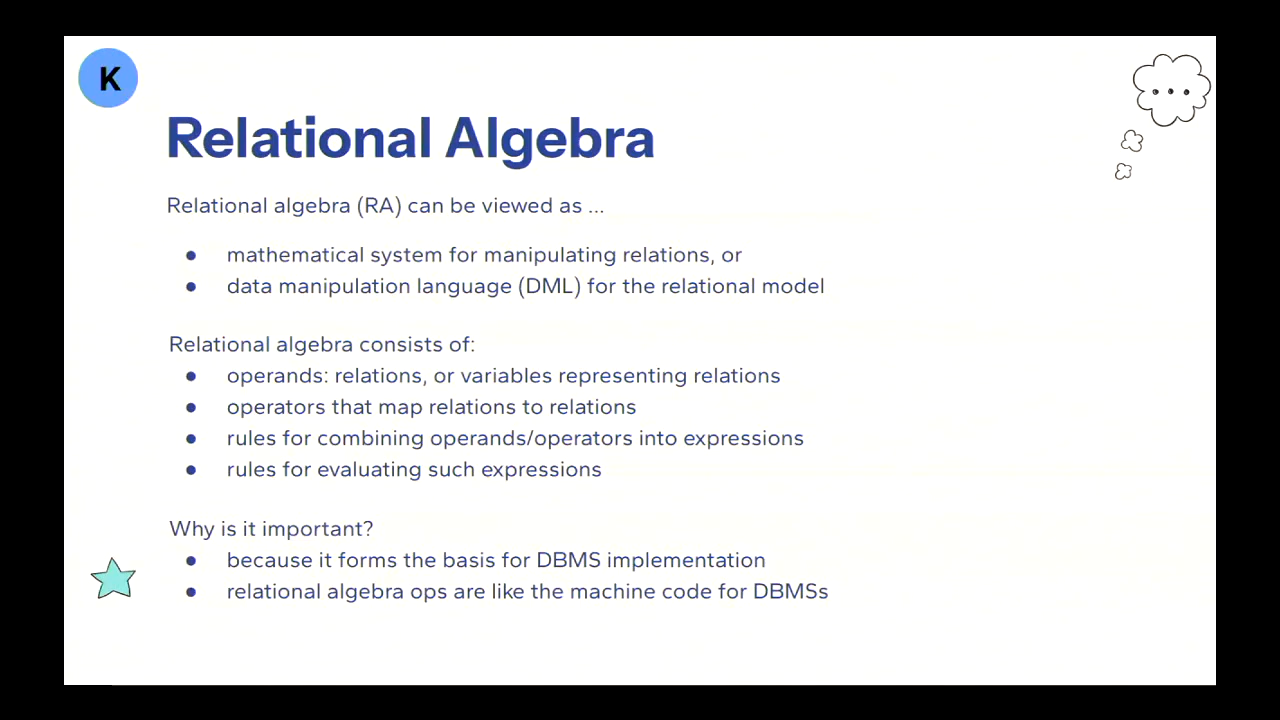 K
Relational Algebra
Relational algebra (RA) can be viewed as ...
● mathematical system for manipulating relations, or
● data manipulation language (DML) for the relational model
Relational algebra consists of:
● operands: relations, or variables representing relations
● operators that map relations to relations
● rules for combining operands/operators into expressions
● rules for evaluating such expressions
Why is it important?
● because it forms the basis for DBMS implementation
● relational algebra ops are like the machine code for DBMSs